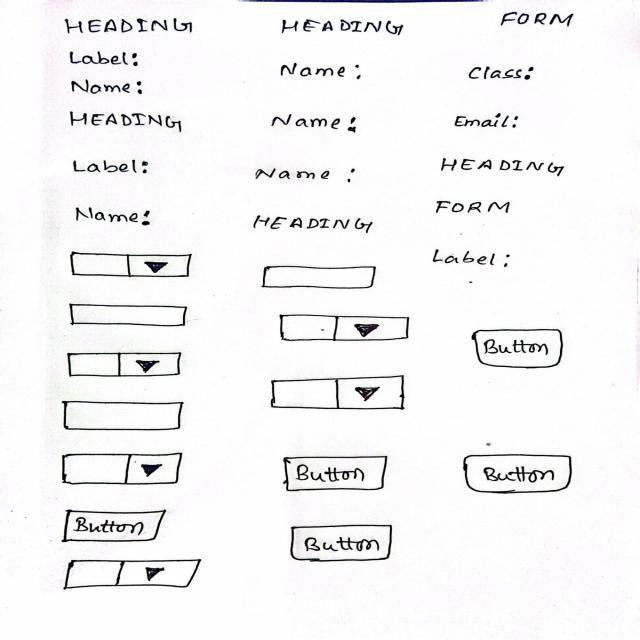 HEADING
Label:
Name:
HEADING
Label:
Name:
Button
HEADING
Name:
Name:
Name:
HEADING
Button
Button
FORM
Class:
Email:
HEADING
FORM
Label:
Button
Button